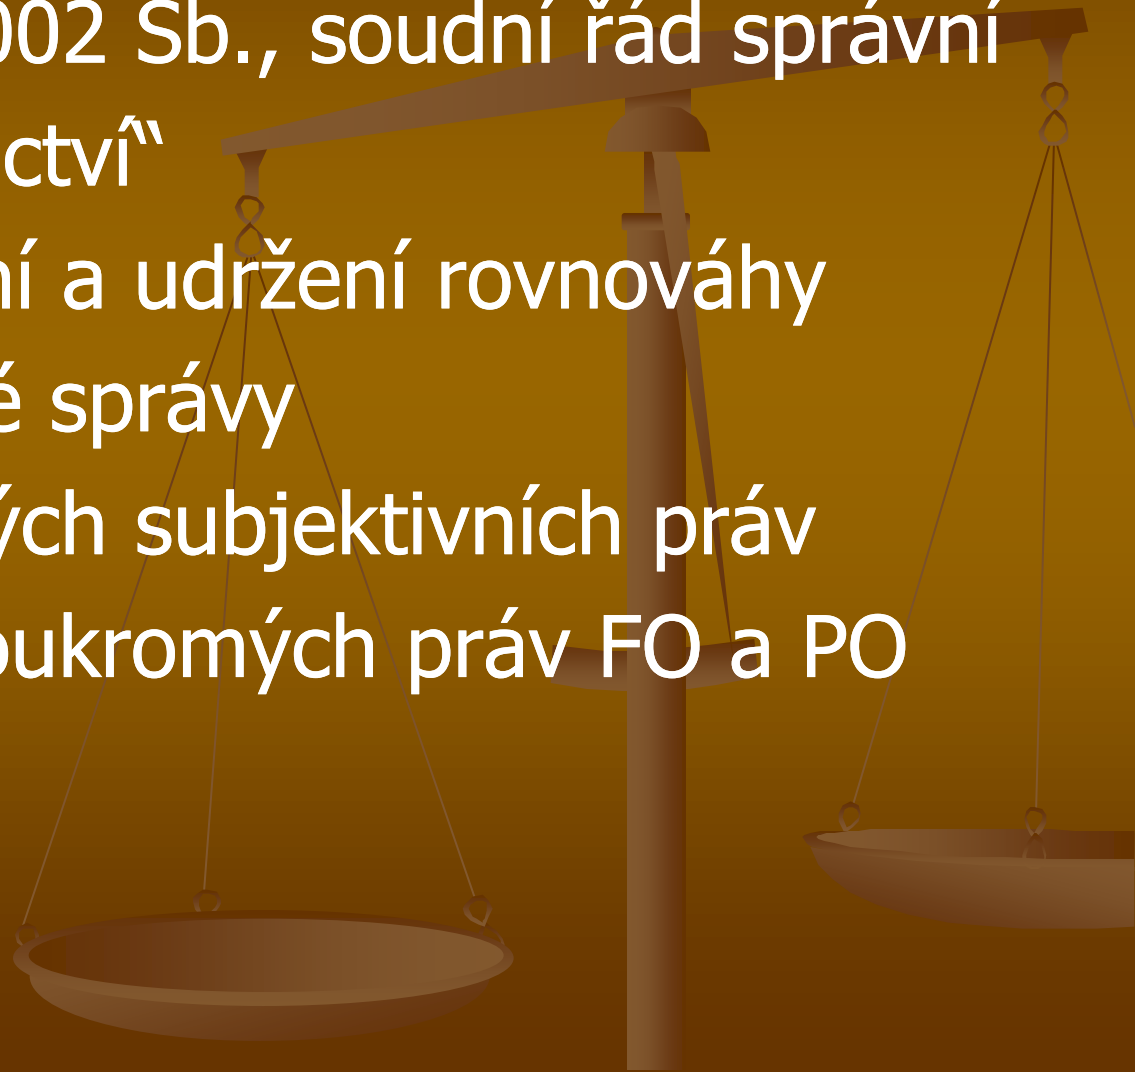 002 Sb., soudní řád správní
ctví“
ní a udržení rovnováhy
é správy
ých subjektivních práv
oukromých práv FO a PO